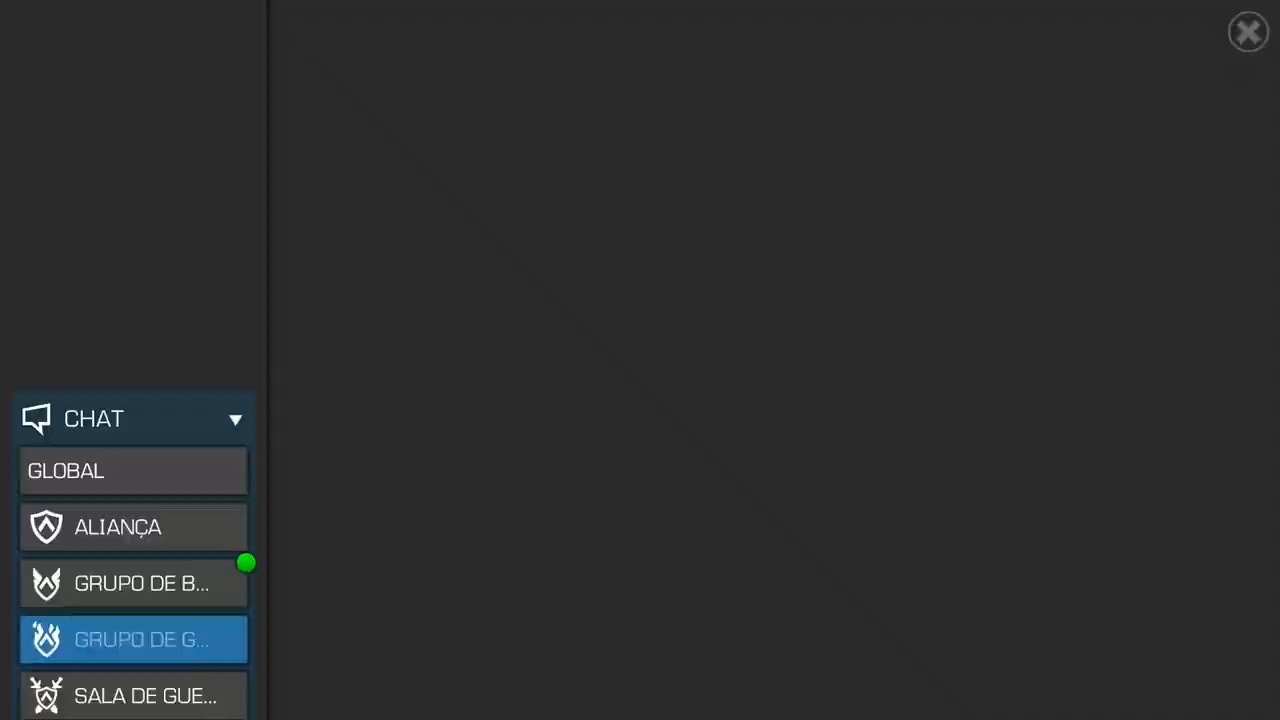 CHAT
GLOBAL
ALIANÇA
GRUPO DE B...
GRUPO DE G...
SALA DE GUE...